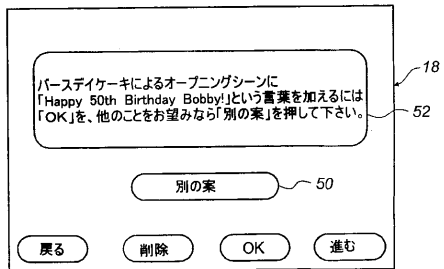 バースデイケーキによるオープニングシーンに
「Happy 50th Birthday Bobby!」という言葉を加えるには
「OK」を、他のことをお望みなら「別の案」を押して下さい。
18
52
別の案
50
戻る
削除
OK
進む